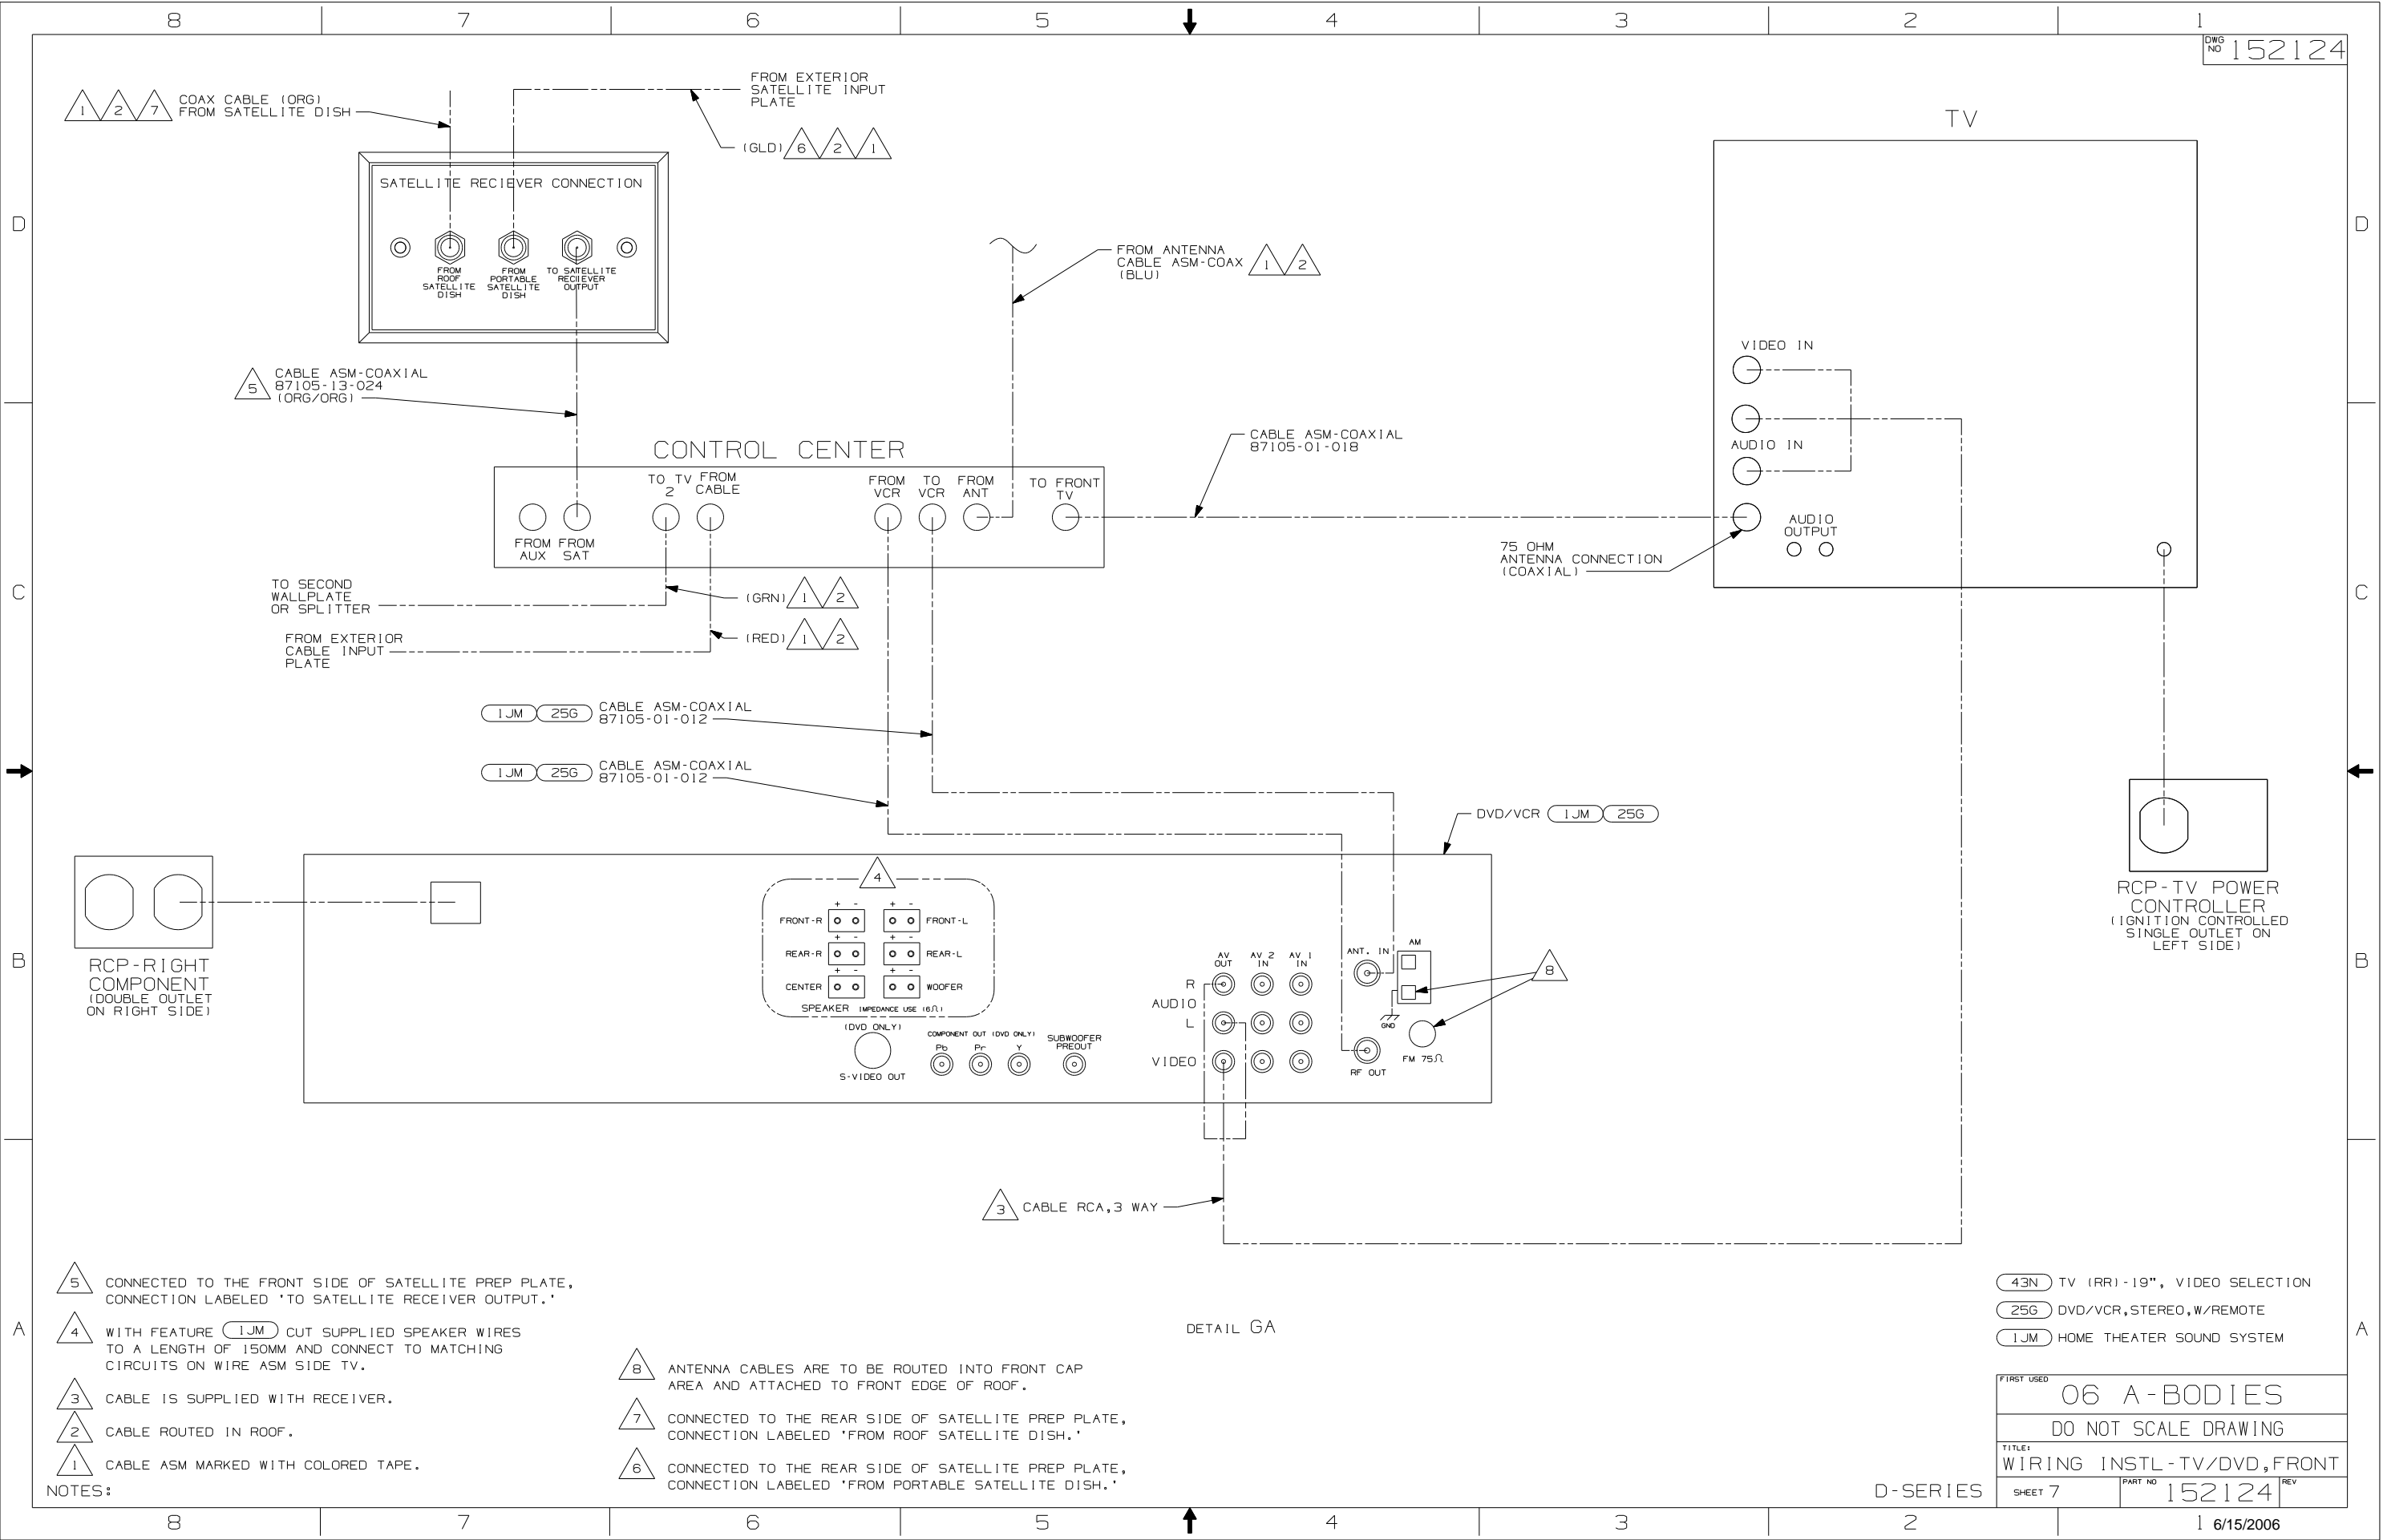 8 7 6 5 4 3 2 1
DWG NO 152124
1 2 7 COAX CABLE (ORG)
FROM SATELLITE DISH
FROM EXTERIOR
SATELLITE INPUT
PLATE
(GLD) 6 2 1
TV
SATELLITE RECIEVER CONNECTION
D
D
FROM
ROOF
SATELLITE
DISH
FROM
PORTABLE
SATELLITE
DISH
TO SATELLITE
RECIEVER
OUTPUT
FROM ANTENNA
CABLE ASM-COAX
(BLU)
1 2
VIDEO IN
5 CABLE ASM-COAXIAL
87105-13-024
(ORG/ORG)
CONTROL CENTER
CABLE ASM-COAXIAL
87105-01-018
AUDIO IN
TO TV
2
FROM
CABLE
FROM
VCR
TO
VCR
FROM
ANT
TO FRONT
TV
FROM
AUX
FROM
SAT
AUDIO
OUTPUT
75 OHM
ANTENNA CONNECTION
(COAXIAL)
TO SECOND
WALLPLATE
OR SPLITTER
C
C
(GRN) 1 2
FROM EXTERIOR
CABLE INPUT
PLATE
(RED) 1 2
1JM 25G CABLE ASM-COAXIAL
87105-01-012
1JM 25G CABLE ASM-COAXIAL
87105-01-012
DVD/VCR 1JM 25G
4
+ - + -
FRONT-R FRONT-L
+ - + -
REAR-R REAR-L
+ - + -
CENTER WOOFER
SPEAKER IMPEDANCE USE (6Ω)
RCP-RIGHT
COMPONENT
(DOUBLE OUTLET
ON RIGHT SIDE)
RCP-TV POWER
CONTROLLER
(IGNITION CONTROLLED
SINGLE OUTLET ON
LEFT SIDE)
B
B
AV
OUT
AV 2
IN
AV 1
IN
ANT. IN
AM
8
R
AUDIO
L
VIDEO
GND
FM 75Ω
RF OUT
(DVD ONLY)
S-VIDEO OUT
COMPONENT OUT (DVD ONLY)
Pb Pr Y
SUBWOOFER
PREOUT
3 CABLE RCA,3 WAY
5 CONNECTED TO THE FRONT SIDE OF SATELLITE PREP PLATE,
CONNECTION LABELED 'TO SATELLITE RECEIVER OUTPUT.'
A
A
4 WITH FEATURE 1JM CUT SUPPLIED SPEAKER WIRES
TO A LENGTH OF 150MM AND CONNECT TO MATCHING
CIRCUITS ON WIRE ASM SIDE TV.
3 CABLE IS SUPPLIED WITH RECEIVER.
2 CABLE ROUTED IN ROOF.
1 CABLE ASM MARKED WITH COLORED TAPE.
NOTES:
DETAIL GA
8 ANTENNA CABLES ARE TO BE ROUTED INTO FRONT CAP
AREA AND ATTACHED TO FRONT EDGE OF ROOF.
7 CONNECTED TO THE REAR SIDE OF SATELLITE PREP PLATE,
CONNECTION LABELED 'FROM ROOF SATELLITE DISH.'
6 CONNECTED TO THE REAR SIDE OF SATELLITE PREP PLATE,
CONNECTION LABELED 'FROM PORTABLE SATELLITE DISH.'
43N TV (RR)-19", VIDEO SELECTION
25G DVD/VCR,STEREO,W/REMOTE
1JM HOME THEATER SOUND SYSTEM
FIRST USED
06 A-BODIES
DO NOT SCALE DRAWING
TITLE:
WIRING INSTL-TV/DVD,FRONT
D-SERIES
SHEET 7
PART NO 152124
REV
8 7 6 5 4 3 2 1
6/15/2006